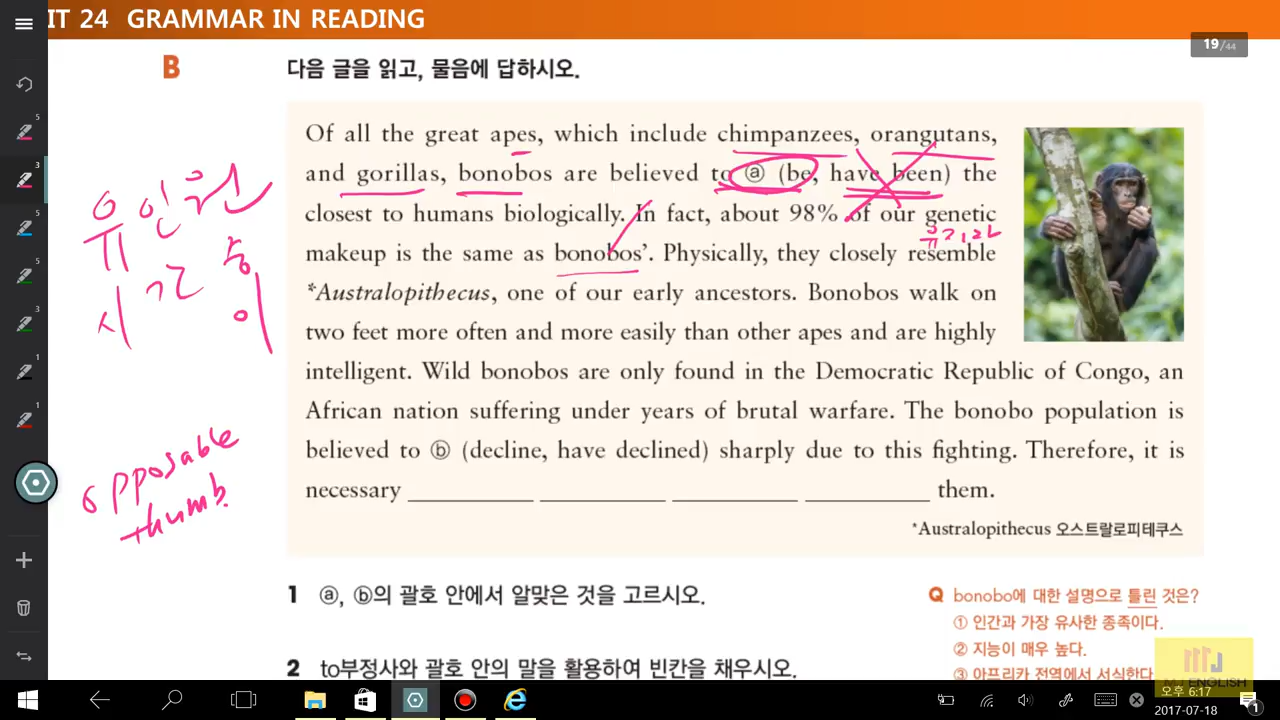 IT 24 GRAMMAR IN READING
19/44
B
다음 글을 읽고, 물음에 답하시오.
Of all the great apes, which include chimpanzees, orangutans,
and gorillas, bonobos are believed to ⓐ (be, have been) the
closest to humans biologically. In fact, about 98% of our genetic
makeup is the same as bonobos’. Physically, they closely resemble
*Australopithecus, one of our early ancestors. Bonobos walk on
two feet more often and more easily than other apes and are highly
intelligent. Wild bonobos are only found in the Democratic Republic of Congo, an
African nation suffering under years of brutal warfare. The bonobo population is
believed to ⓑ (decline, have declined) sharply due to this fighting. Therefore, it is
necessary ____________ ____________ ____________ ____________ them.
*Australopithecus 오스트랄로피테쿠스
유인원
opposable
thumb
1 ⓐ, ⓑ의 괄호 안에서 알맞은 것을 고르시오.
2 to부정사와 괄호 안의 말을 활용하여 빈칸을 채우시오.
Q bonobo에 대한 설명으로 틀린 것은?
① 인간과 가장 유사한 종족이다.
② 지능이 매우 높다.
③ 아프리카 전역에서 서식한다.
MJ ENGLISH
오후 6:17
2017-07-18